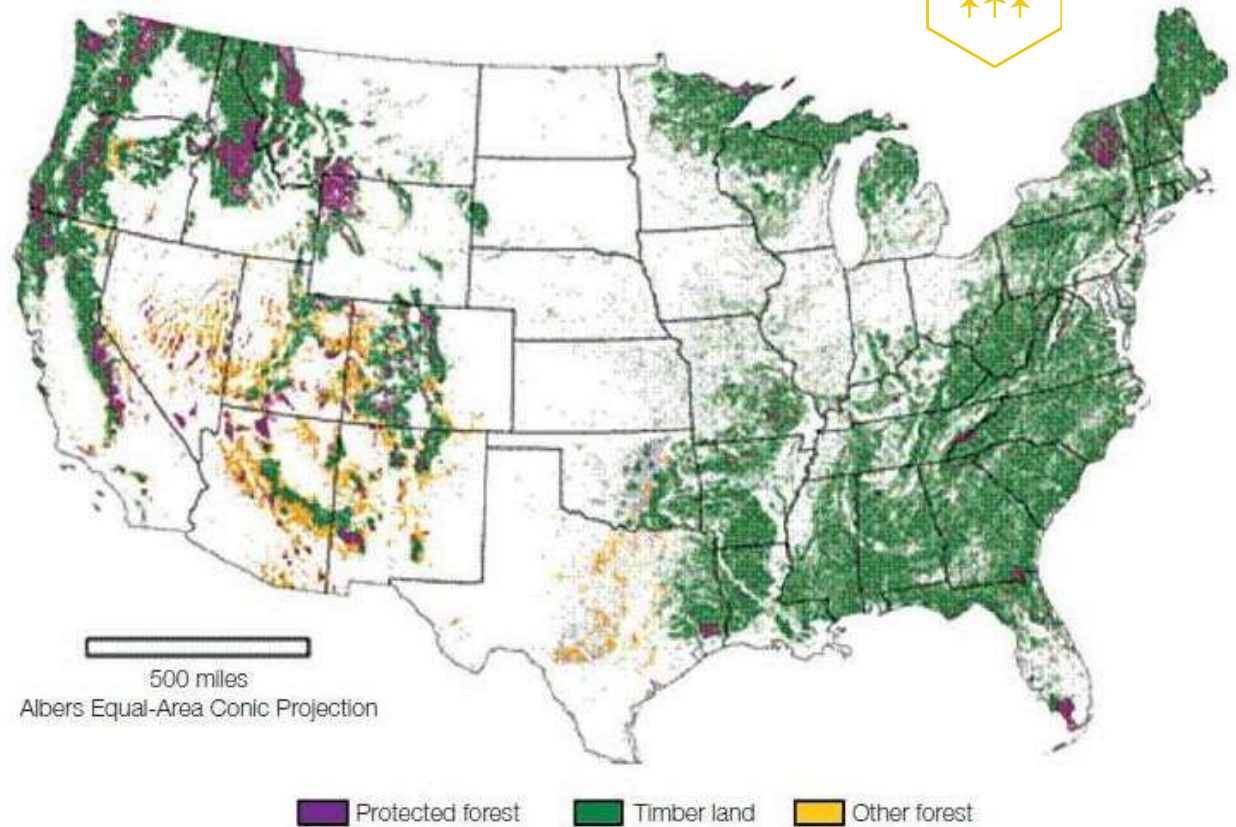 500 miles
Albers Equal-Area Conic Projection
Protected forest
Timber land
Other forest